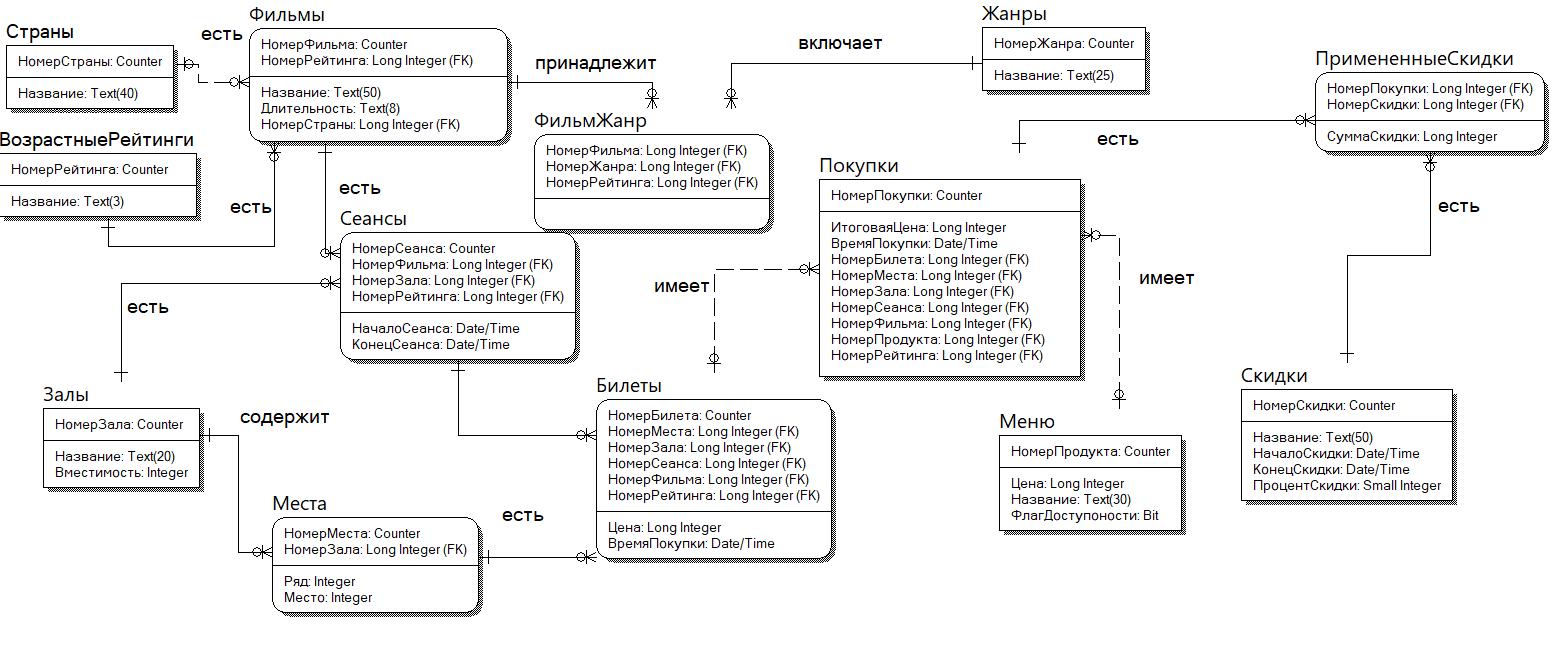 Страны
НомерСтраны: Counter
Название: Text(40)
есть
Фильмы
НомерФильма: Counter
НомерРейтинга: Long Integer (FK)
Название: Text(50)
Длительность: Text(8)
НомерСтраны: Long Integer (FK)
принадлежит
включает
Жанры
НомерЖанра: Counter
Название: Text(25)
ПримененныеСкидки
НомерПокупки: Long Integer (FK)
НомерСкидки: Long Integer (FK)
СуммаСкидки: Long Integer
ВозрастныеРейтинги
НомерРейтинга: Counter
Название: Text(3)
есть
есть
ФильмЖанр
НомерФильма: Long Integer (FK)
НомерЖанра: Long Integer (FK)
НомерРейтинга: Long Integer (FK)
есть
Покупки
НомерПокупки: Counter
ИтоговаяЦена: Long Integer
ВремяПокупки: Date/Time
НомерБилета: Long Integer (FK)
НомерМеста: Long Integer (FK)
НомерЗала: Long Integer (FK)
НомерСеанса: Long Integer (FK)
НомерФильма: Long Integer (FK)
НомерПродукта: Long Integer (FK)
НомерРейтинга: Long Integer (FK)
есть
Сеансы
НомерСеанса: Counter
НомерФильма: Long Integer (FK)
НомерЗала: Long Integer (FK)
НомерРейтинга: Long Integer (FK)
НачалоСеанса: Date/Time
КонецСеанса: Date/Time
есть
имеет
имеет
Залы
НомерЗала: Counter
Название: Text(20)
Вместимость: Integer
содержит
Билеты
НомерБилета: Counter
НомерМеста: Long Integer (FK)
НомерЗала: Long Integer (FK)
НомерСеанса: Long Integer (FK)
НомерФильма: Long Integer (FK)
НомерРейтинга: Long Integer (FK)
Цена: Long Integer
ВремяПокупки: Date/Time
Меню
НомерПродукта: Counter
Цена: Long Integer
Название: Text(30)
ФлагДоступоности: Bit
Скидки
НомерСкидки: Counter
Название: Text(50)
НачалоСкидки: Date/Time
КонецСкидки: Date/Time
ПроцентСкидки: Small Integer
Места
НомерМеста: Counter
НомерЗала: Long Integer (FK)
Ряд: Integer
Место: Integer
есть